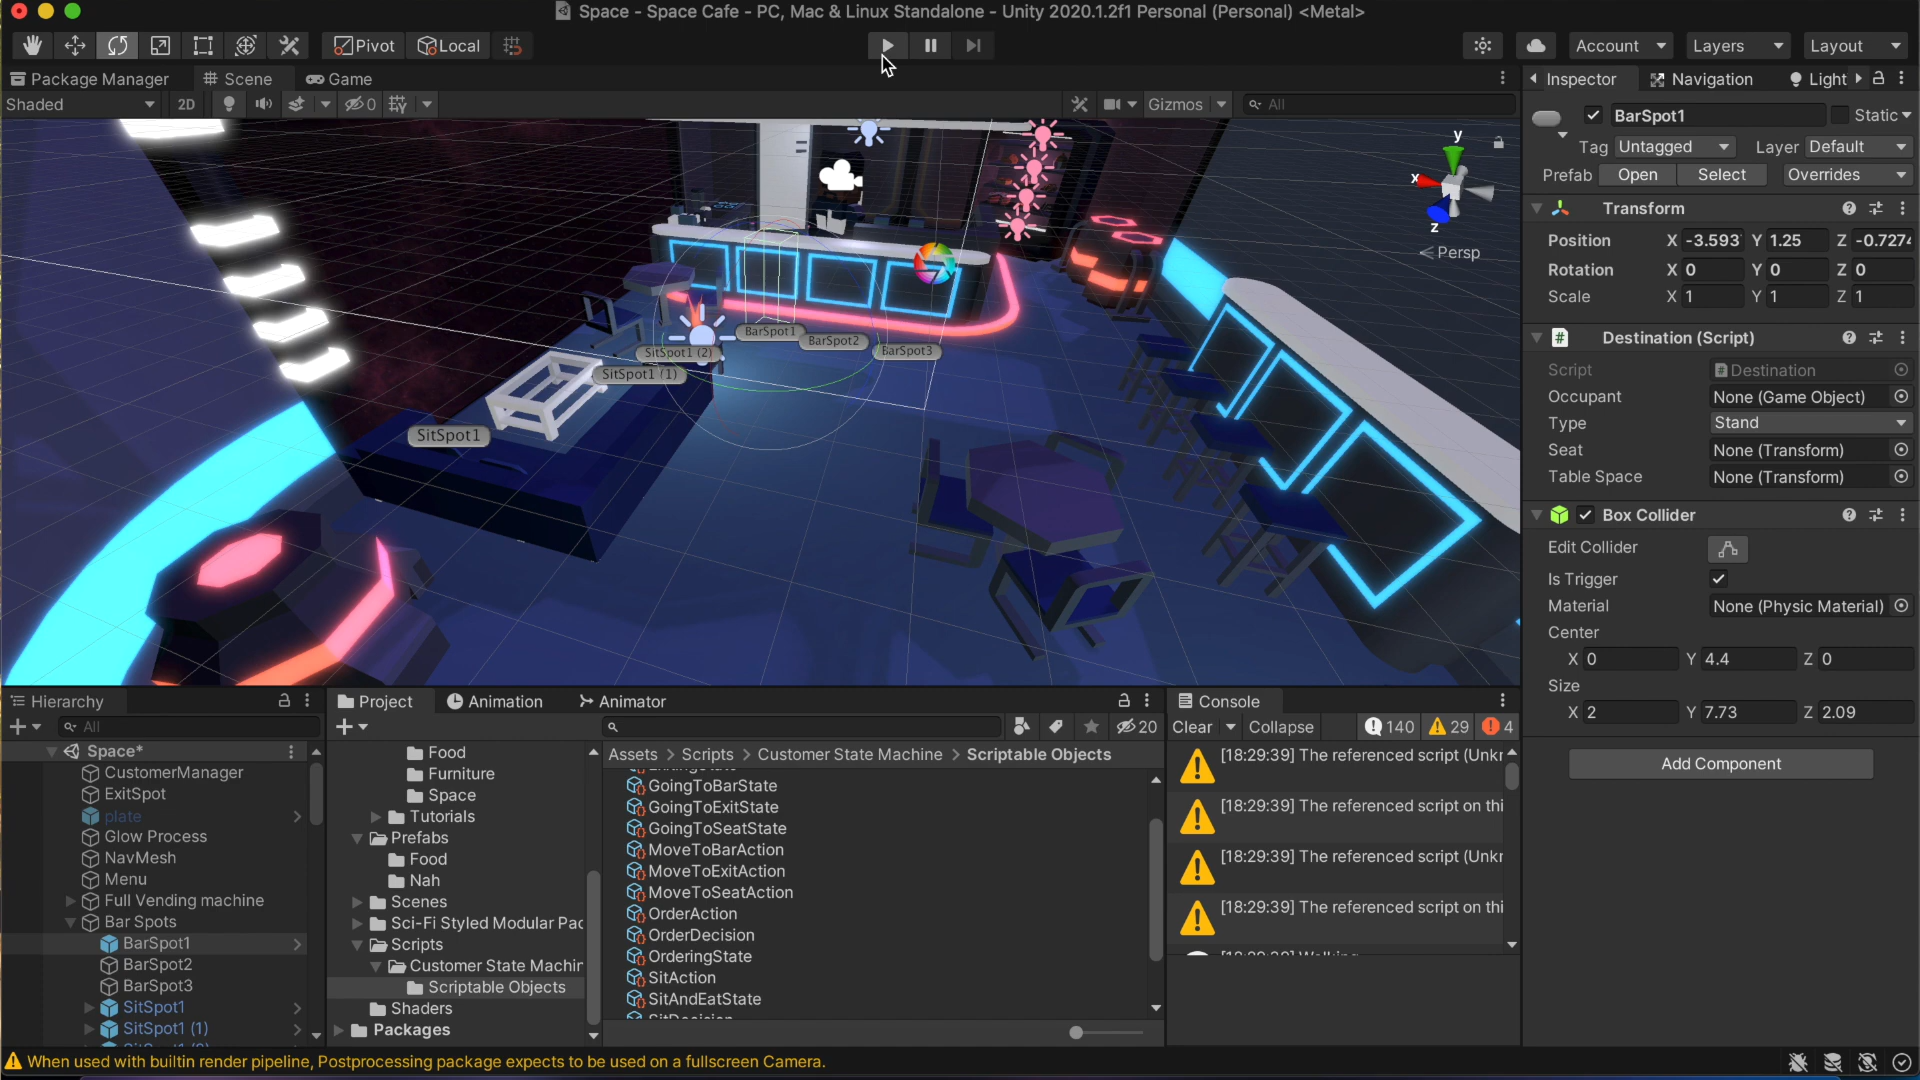 Space - Space Cafe - PC, Mac & Linux Standalone - Unity 2020.1.2f1 Personal (Personal) <Metal>
Pivot Local Account Layers Layout
Package Manager Scene Game
Shaded 2D 0 Gizmos All
y
x
z
Persp
BarSpot1
BarSpot2
BarSpot3
SitSpot1 (2)
SitSpot1 (1)
SitSpot1
Inspector Navigation Light
BarSpot1 Static
Tag Untagged Layer Default
Prefab Open Select Overrides
Transform
Position X -3.593 Y 1.25 Z -0.7274
Rotation X 0 Y 0 Z 0
Scale X 1 Y 1 Z 1
Destination (Script)
Script Destination
Occupant None (Game Object)
Type Stand
Seat None (Transform)
Table Space None (Transform)
Box Collider
Edit Collider
Is Trigger
Material None (Physic Material)
Center
X 0 Y 4.4 Z 0
Size
X 2 Y 7.73 Z 2.09
Add Component
Hierarchy
All
Space*
CustomerManager
ExitSpot
plate
Glow Process
NavMesh
Menu
Full Vending machine
Bar Spots
BarSpot1
BarSpot2
BarSpot3
SitSpot1
SitSpot1 (1)
Project Animation Animator
20
Food
Furniture
Space
Tutorials
Prefabs
Food
Nah
Scenes
Sci-Fi Styled Modular Pac
Scripts
Customer State Machin
Scriptable Objects
Shaders
Packages
Assets > Scripts > Customer State Machine > Scriptable Objects
GoingToBarState
GoingToExitState
GoingToSeatState
MoveToBarAction
MoveToExitAction
MoveToSeatAction
OrderAction
OrderDecision
OrderingState
SitAction
SitAndEatState
Console
Clear Collapse 140 29 4
[18:29:39] The referenced script (Unkr
[18:29:39] The referenced script on thi
[18:29:39] The referenced script (Unkr
[18:29:39] The referenced script on thi
When used with builtin render pipeline, Postprocessing package expects to be used on a fullscreen Camera.